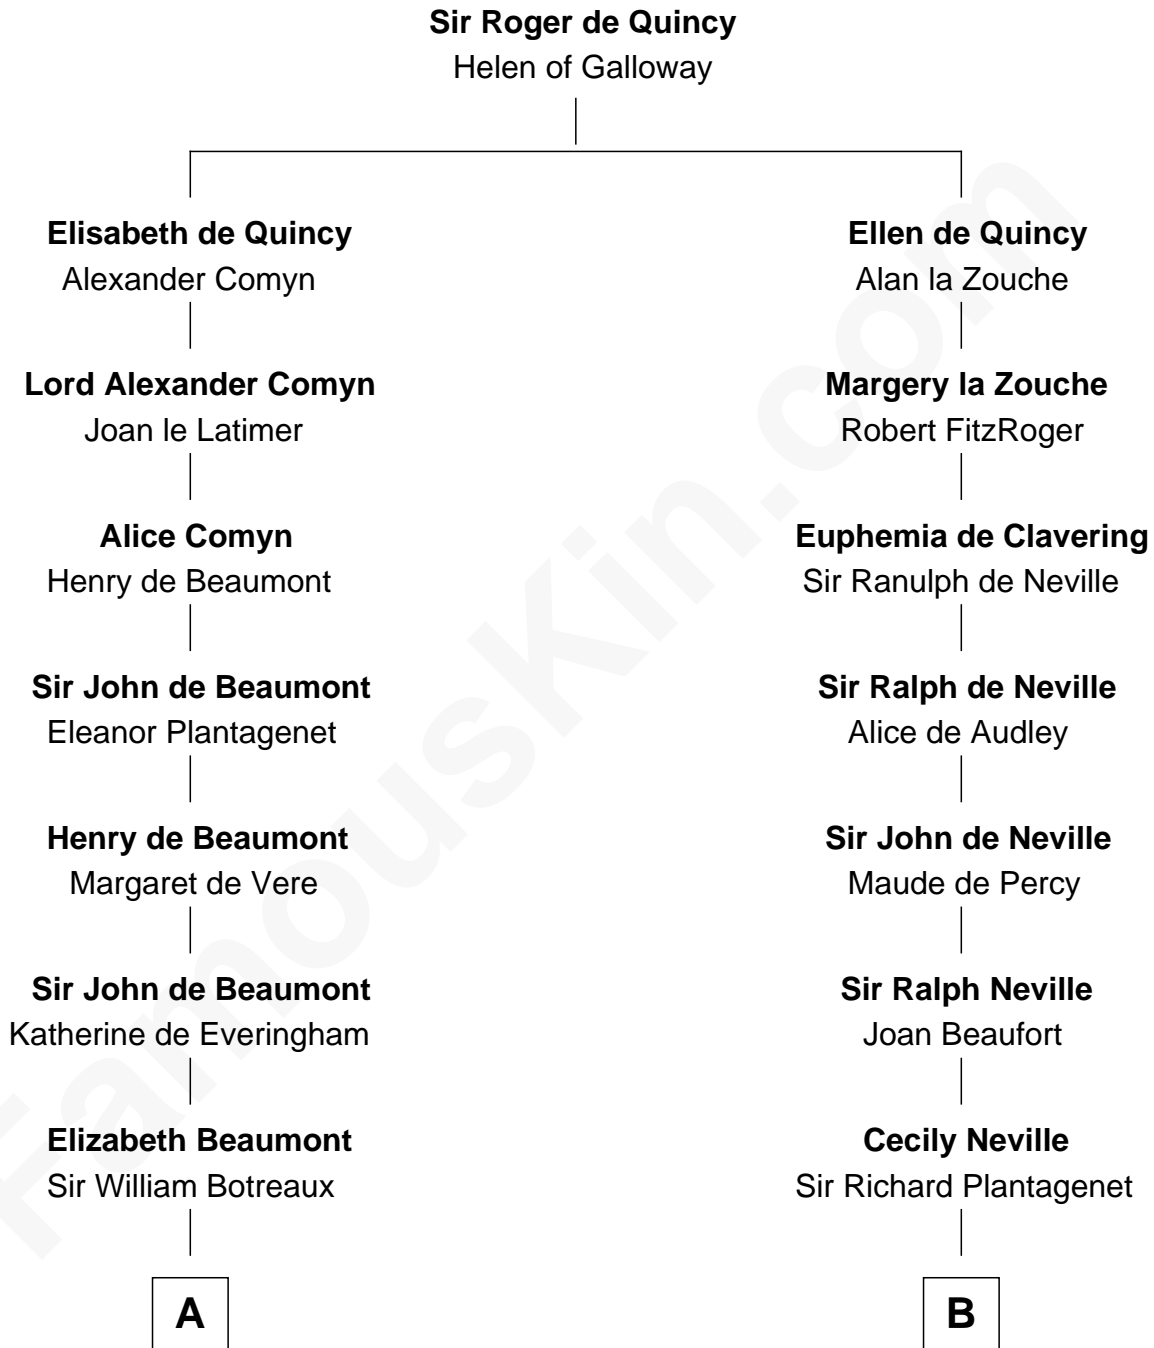 Sir Roger de Quincy
Helen of Galloway
Elisabeth de Quincy
Alexander Comyn
Ellen de Quincy
Alan la Zouche
Lord Alexander Comyn
Joan le Latimer
Margery la Zouche
Robert FitzRoger
Alice Comyn
Henry de Beaumont
Euphemia de Clavering
Sir Ranulph de Neville
Sir John de Beaumont
Eleanor Plantagenet
Sir Ralph de Neville
Alice de Audley
Henry de Beaumont
Margaret de Vere
Sir John de Neville
Maude de Percy
Sir John de Beaumont
Katherine de Everingham
Sir Ralph Neville
Joan Beaufort
Elizabeth Beaumont
Sir William Botreaux
Cecily Neville
Sir Richard Plantagenet
A
B
FamousKin.com